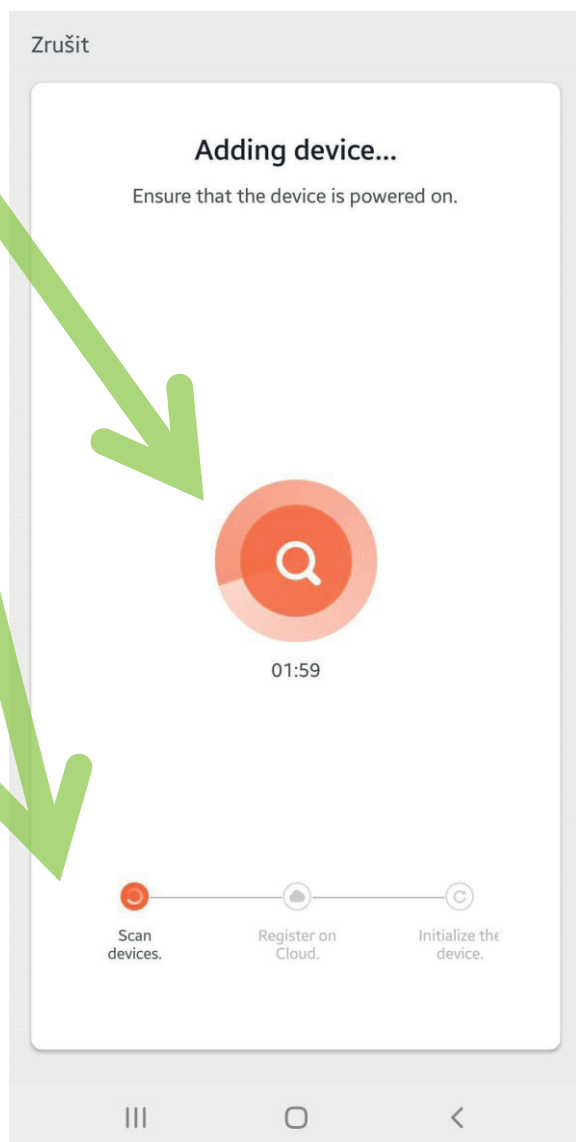 Zrušit
Adding device...
Ensure that the device is powered on.
01:59
Scan
devices.
Register on
Cloud.
Initialize the
device.